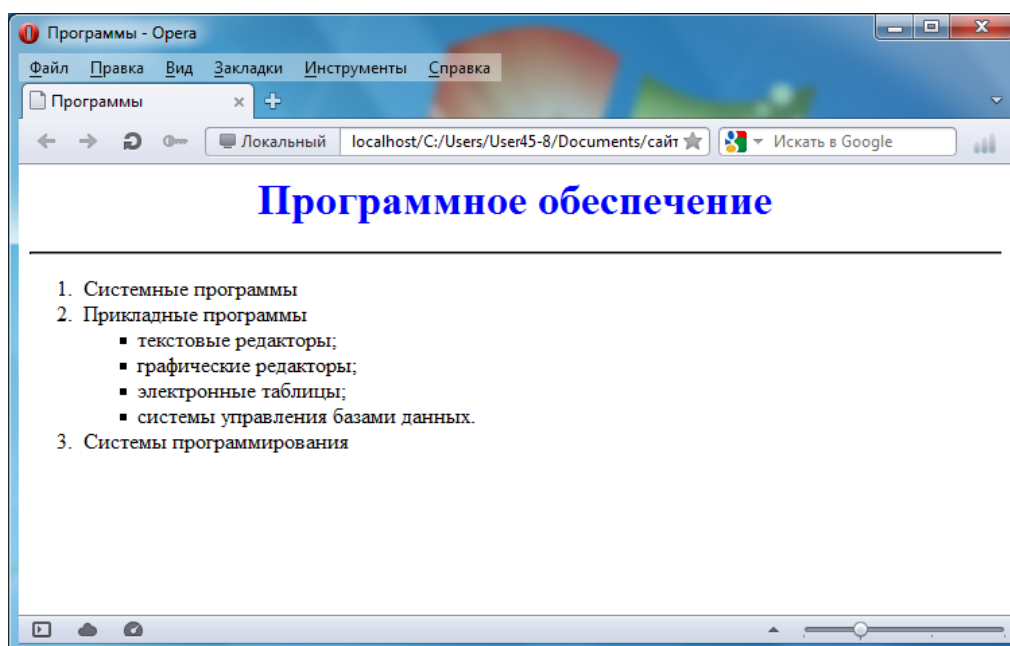 Программы - Opera
Файл Правка Вид Закладки Инструменты Справка
Программы
Локальный localhost/C:/Users/User45-8/Documents/сайт Искать в Google
Программное обеспечение
1. Системные программы
2. Прикладные программы
▪ текстовые редакторы;
▪ графические редакторы;
▪ электронные таблицы;
▪ системы управления базами данных.
3. Системы программирования